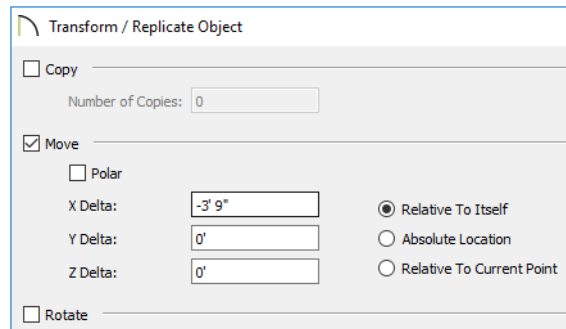 Transform / Replicate Object
Copy
Number of Copies: 0
Move
Polar
X Delta: -3' 9" Relative To Itself
Y Delta: 0' Absolute Location
Z Delta: 0' Relative To Current Point
Rotate